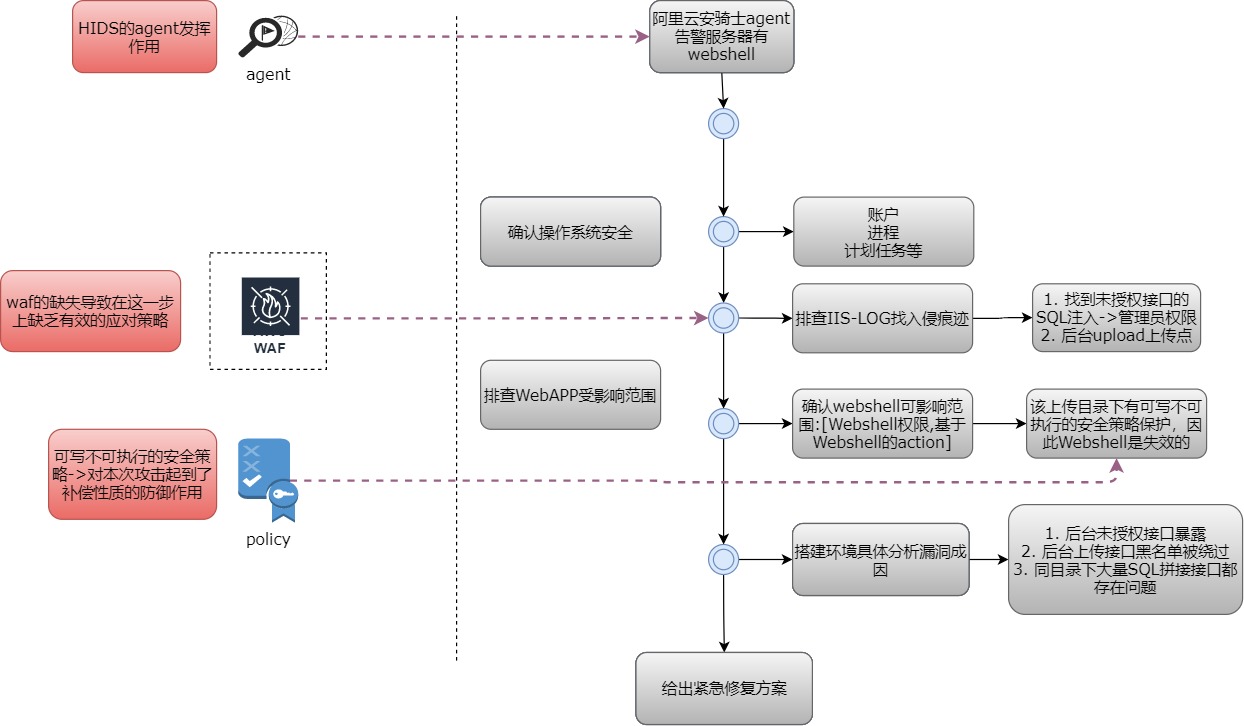 HIDS的agent发挥
作用
agent
阿里云安骑士agent
告警服务器有
webshell
确认操作系统安全
账户
进程
计划任务等
waf的缺失导致在这一步
上缺乏有效的应对策略
WAF
排查IIS-LOG找入侵痕迹
1. 找到未授权接口的
SQL注入->管理员权限
2. 后台upload上传点
排查WebAPP受影响范围
确认webshell可影响范
围:[Webshell权限,基于
Webshell的action]
该上传目录下有可写不可
执行的安全策略保护，因
此Webshell是失效的
可写不可执行的安全策
略->对本次攻击起到了
补偿性质的防御作用
policy
搭建环境具体分析漏洞成
因
1. 后台未授权接口暴露
2. 后台上传接口黑名单被绕过
3. 同目录下大量SQL拼接接口都
存在问题
给出紧急修复方案